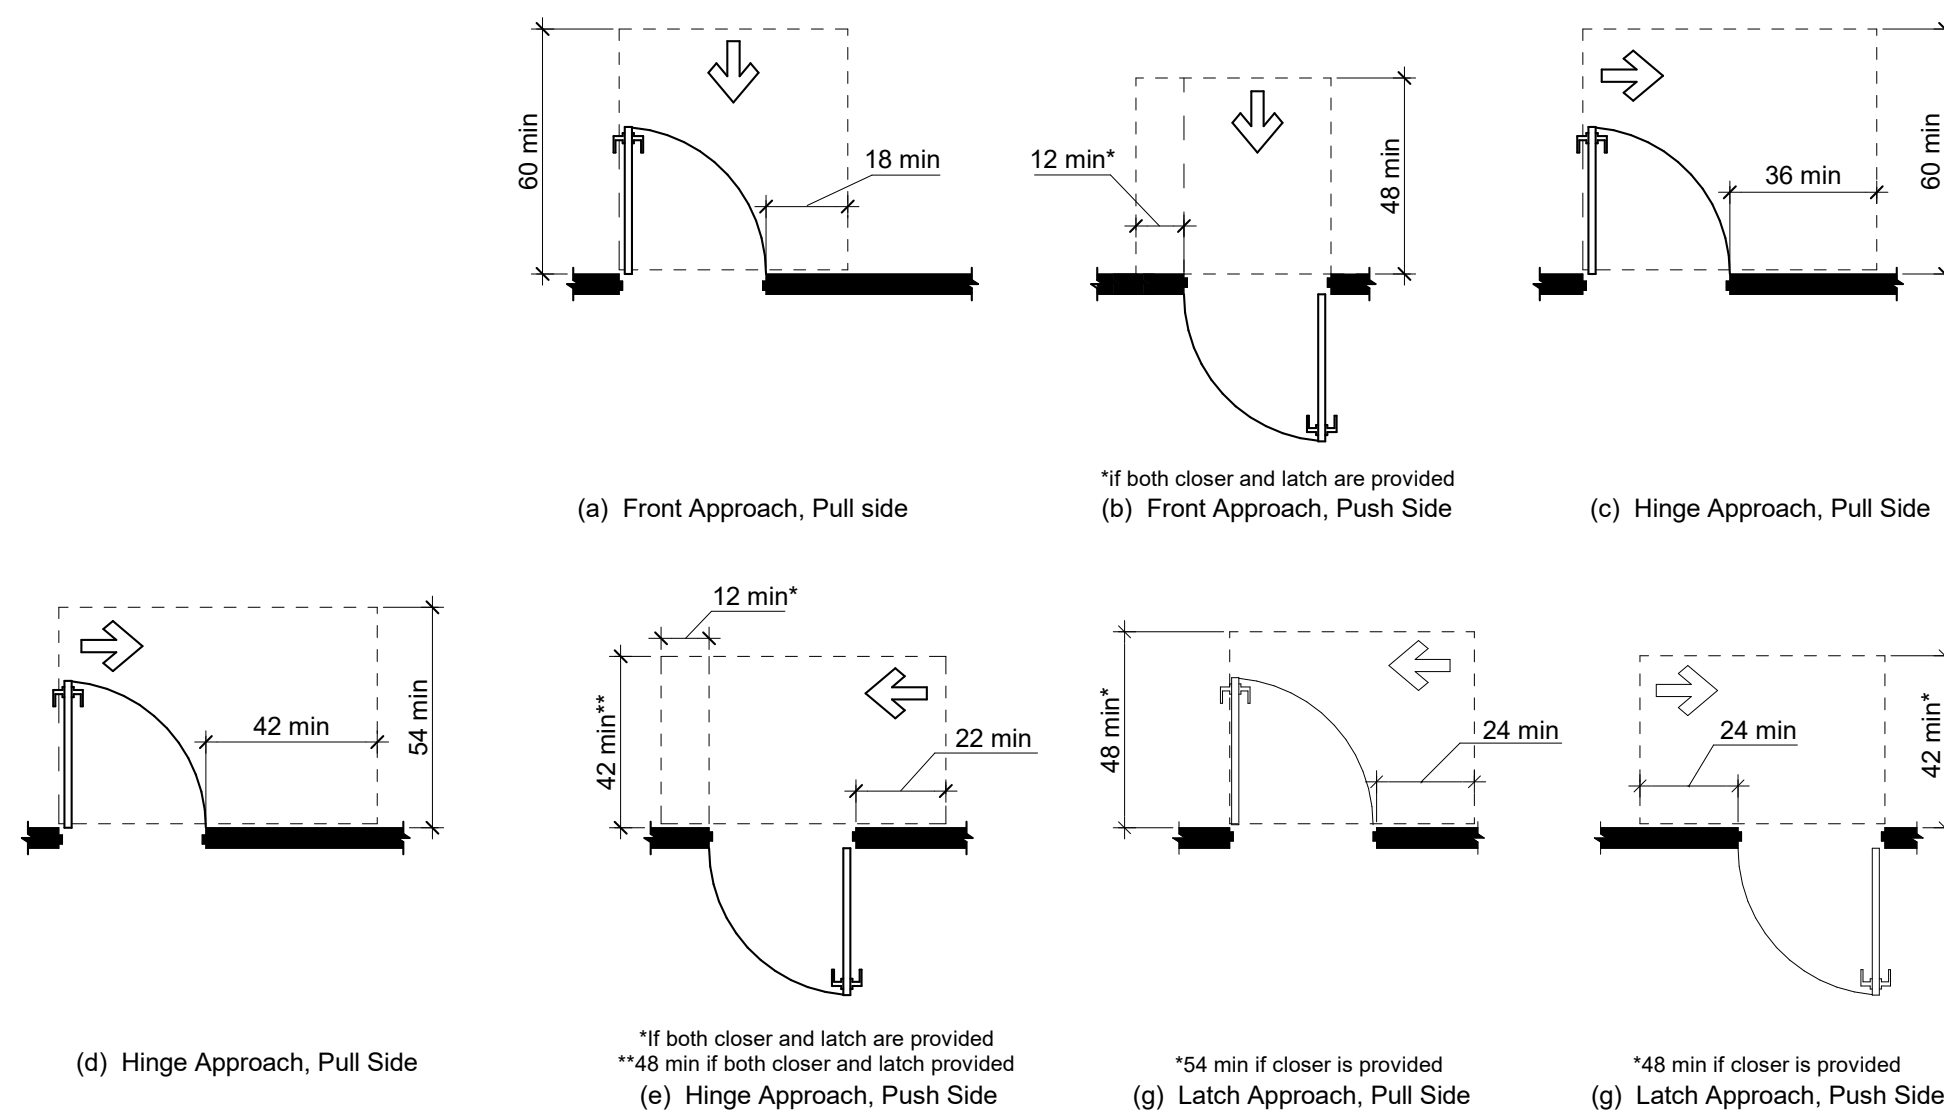 60 min
18 min
12 min*
48 min
36 min
60 min
*if both closer and latch are provided
(a) Front Approach, Pull side
(b) Front Approach, Push Side
(c) Hinge Approach, Pull Side
42 min
54 min
12 min*
42 min**
22 min
48 min*
24 min
24 min
42 min*
(d) Hinge Approach, Pull Side
*If both closer and latch are provided
**48 min if both closer and latch provided
(e) Hinge Approach, Push Side
*54 min if closer is provided
(g) Latch Approach, Pull Side
*48 min if closer is provided
(g) Latch Approach, Push Side